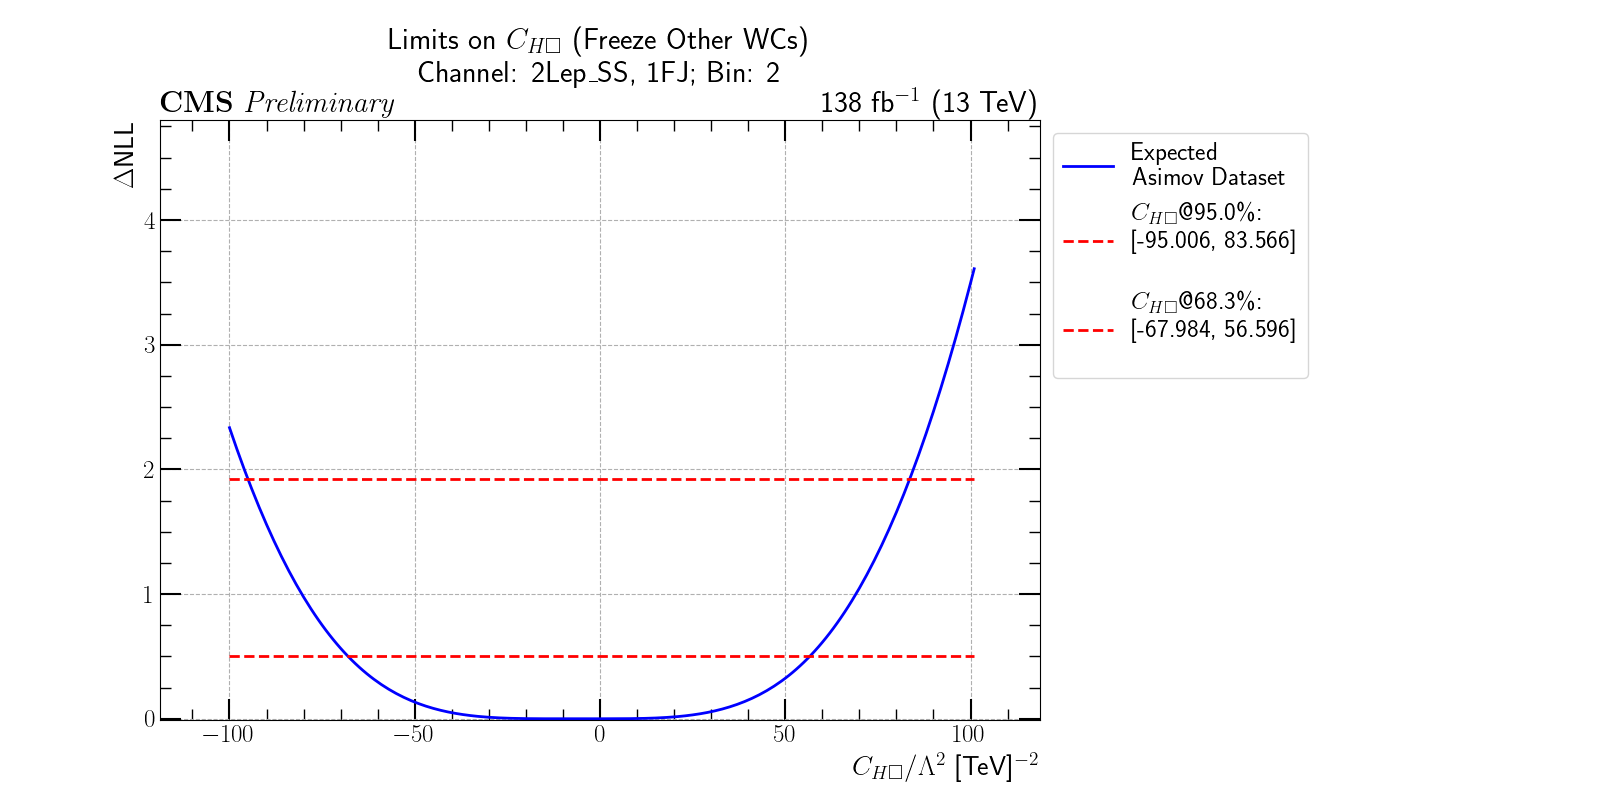 Limits on C_{H□} (Freeze Other WCs)
Channel: 2Lep_SS, 1FJ; Bin: 2
CMS Preliminary
138 fb⁻¹ (13 TeV)
ΔNLL
4
3
2
1
0
−100
−50
0
50
100
C_{H□}/Λ² [TeV]⁻²
Expected
Asimov Dataset
C_{H□}@95.0%:
[-95.006, 83.566]
C_{H□}@68.3%:
[-67.984, 56.596]